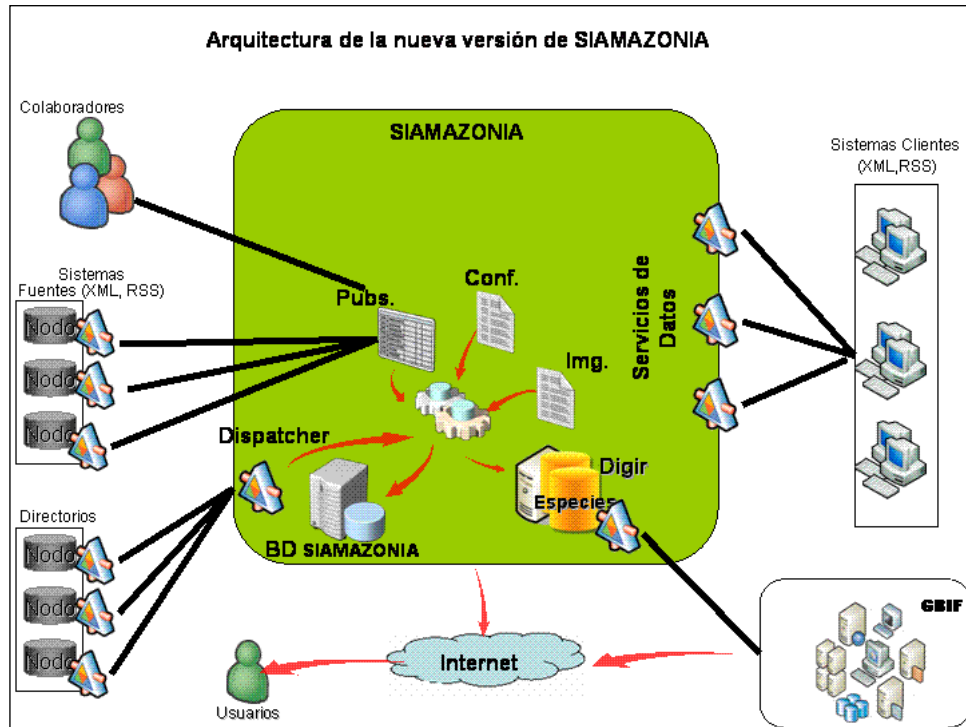 Arquitectura de la nueva versión de SIAMAZONIA
Colaboradores
SIAMAZONIA
Sistemas Clientes
(XML,RSS)
Sistemas
Fuentes (XML, RSS)
Nodo
Nodo
Nodo
Pubs.
Conf.
Img.
Servicios de
Datos
Dispatcher
Digir
Especies
BD SIAMAZONIA
Directorios
Nodo
Nodo
Nodo
GBIF
Internet
Usuarios